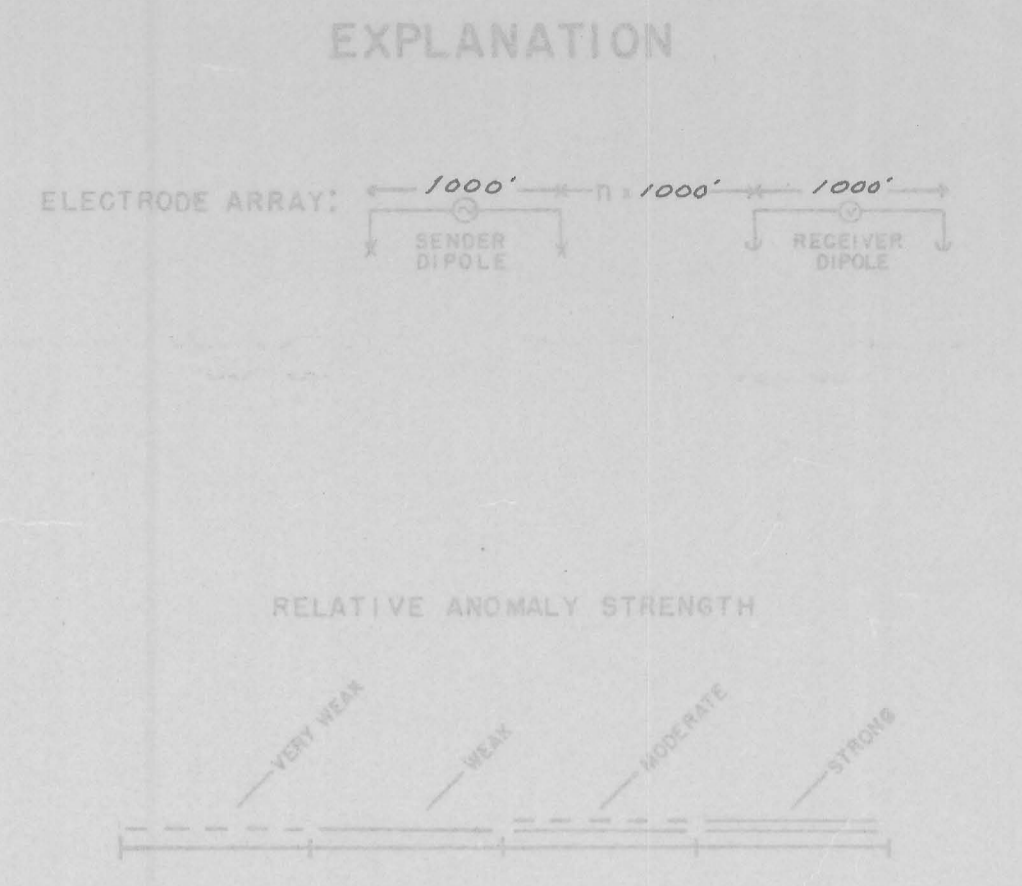 EXPLANATION
ELECTRODE ARRAY: 1000' n x 1000' 1000'
SENDER DIPOLE
RECEIVER DIPOLE
RELATIVE ANOMALY STRENGTH
VERY WEAK
WEAK
MODERATE
STRONG